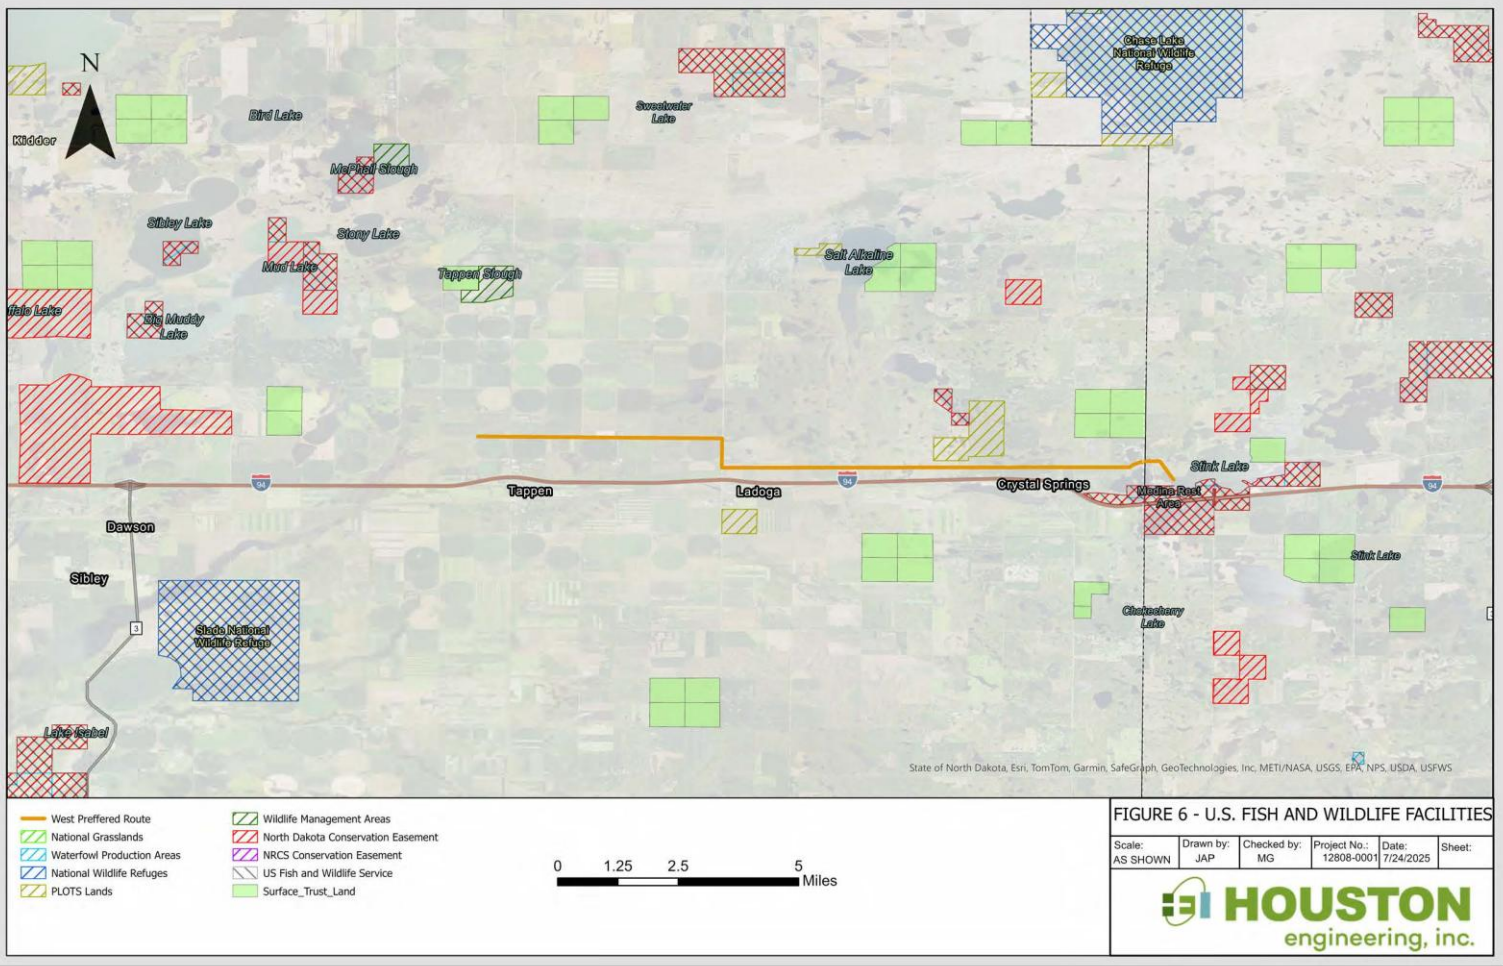 Chase Lake
National Wildlife
Refuge
N
Sweetwater
Lake
Bird Lake
Kidder
McPhail Slough
Sibley Lake
Stony Lake
Salt Alkaline
Lake
Mud Lake
Tappen Slough
ffalo Lake
Big Muddy
Lake
Stink Lake
94
94
94
Tappen
Ladoga
Crystal Springs
Medina Rest
Area
Dawson
Stink Lake
Sibley
Chokecherry
Lake
3
Slade National
Wildlife Refuge
Lake Isabel
State of North Dakota, Esri, TomTom, Garmin, SafeGraph, GeoTechnologies, Inc, METI/NASA, USGS, EPA, NPS, USDA, USFWS
West Preffered Route
National Grasslands
Waterfowl Production Areas
National Wildlife Refuges
PLOTS Lands
Wildlife Management Areas
North Dakota Conservation Easement
NRCS Conservation Easement
US Fish and Wildlife Service
Surface_Trust_Land
0 1.25 2.5 5
Miles
FIGURE 6 - U.S. FISH AND WILDLIFE FACILITIES
Scale:
AS SHOWN
Drawn by:
JAP
Checked by:
MG
Project No.:
12808-0001
Date:
7/24/2025
Sheet:
HOUSTON
engineering, inc.